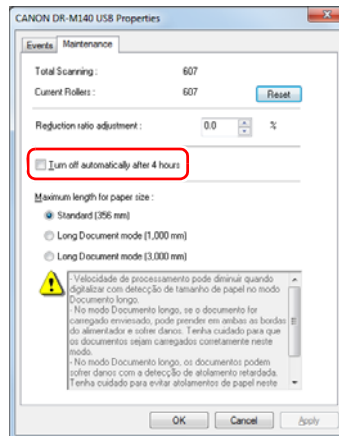 CANON DR-M140 USB Properties
Events Maintenance
Total Scanning : 607
Current Rollers : 607 Reset
Reduction ratio adjustment : 0.0 %
Turn off automatically after 4 hours
Maximum length for paper size :
Standard (356 mm)
Long Document mode (1,000 mm)
Long Document mode (3,000 mm)
- Velocidade de processamento pode diminuir quando
digitalizar com detecção de tamanho de papel no modo
Documento longo.
- No modo Documento longo, se o documento for
carregado enviesado, pode prender em ambas as bordas
do alimentador e sofrer danos. Tenha cuidado para que
os documentos sejam carregados corretamente neste
modo.
- No modo Documento longo, os documentos podem
sofrer danos com a detecção de atolamento retardada.
Tenha cuidado para evitar atolamentos de papel neste
OK Cancel Apply